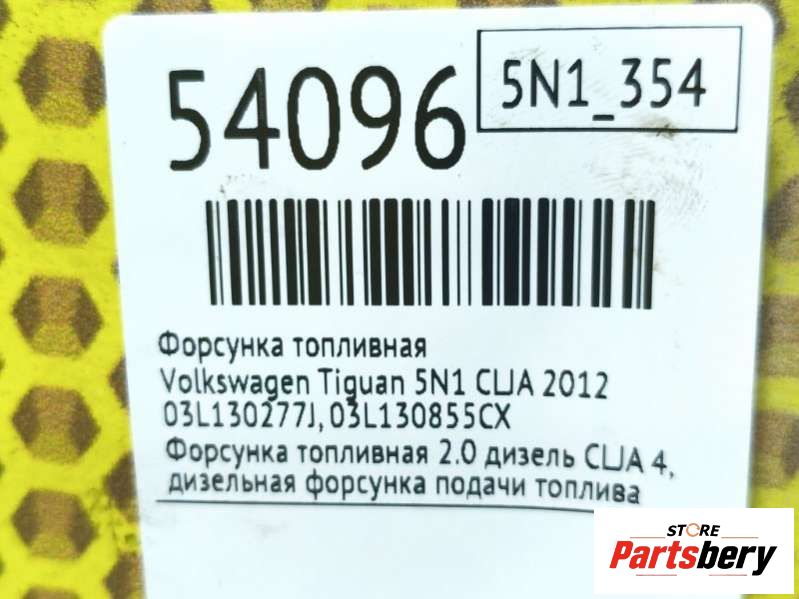 54096
5N1_354
Форсунка топливная
Volkswagen Tiguan 5N1 CLJA 2012
03L130277J,03L130855CX
Форсунка топливная 2.0 дизель CLJA 4,
дизельная форсунка подачи топлива
STORE
Partsbery